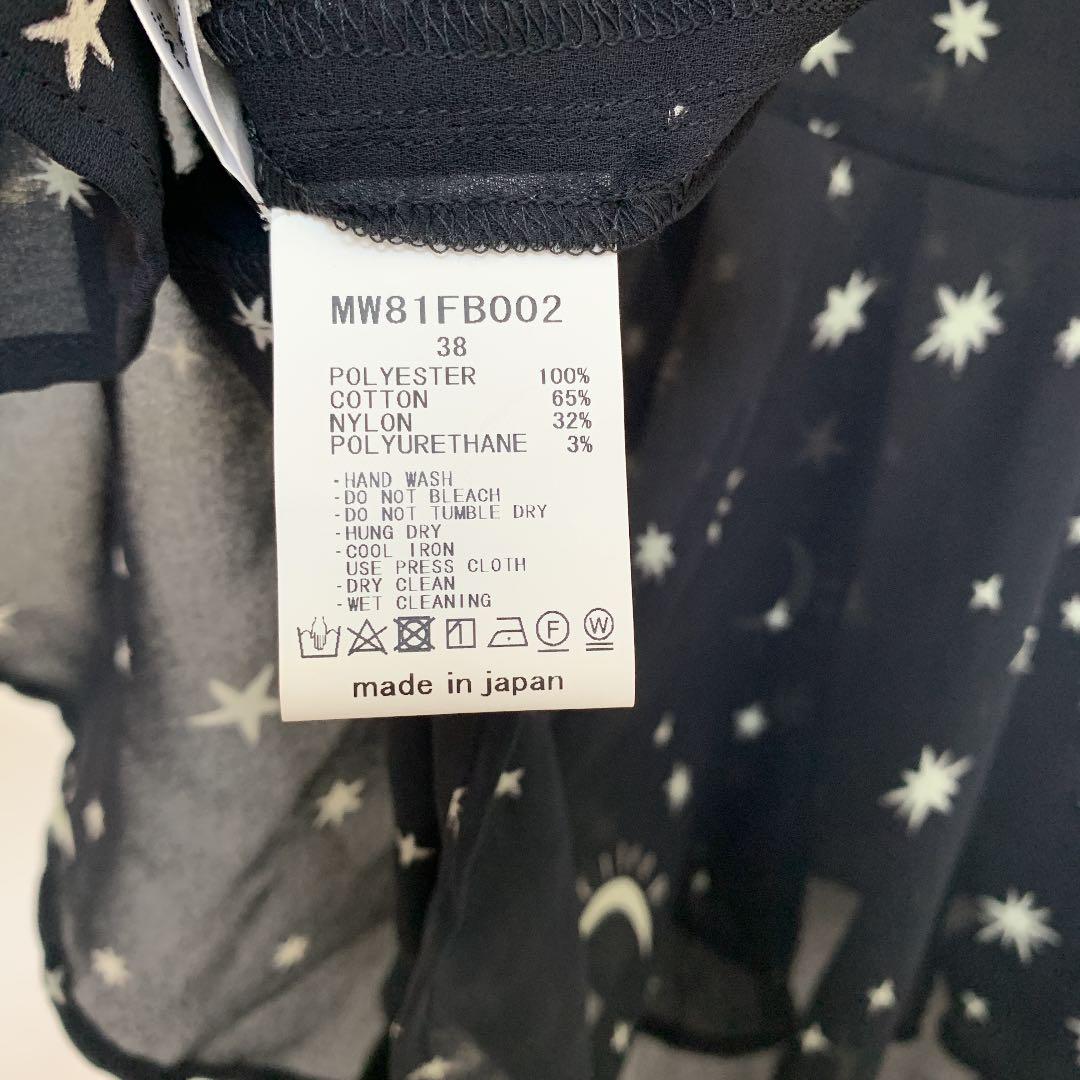 MW81FB002
38
POLYESTER 100%
COTTON 65%
NYLON 32%
POLYURETHANE 3%
-HAND WASH
-DO NOT BLEACH
-DO NOT TUMBLE DRY
-HUNG DRY
-COOL IRON
USE PRESS CLOTH
-DRY CLEAN
-WET CLEANING
F W
made in japan